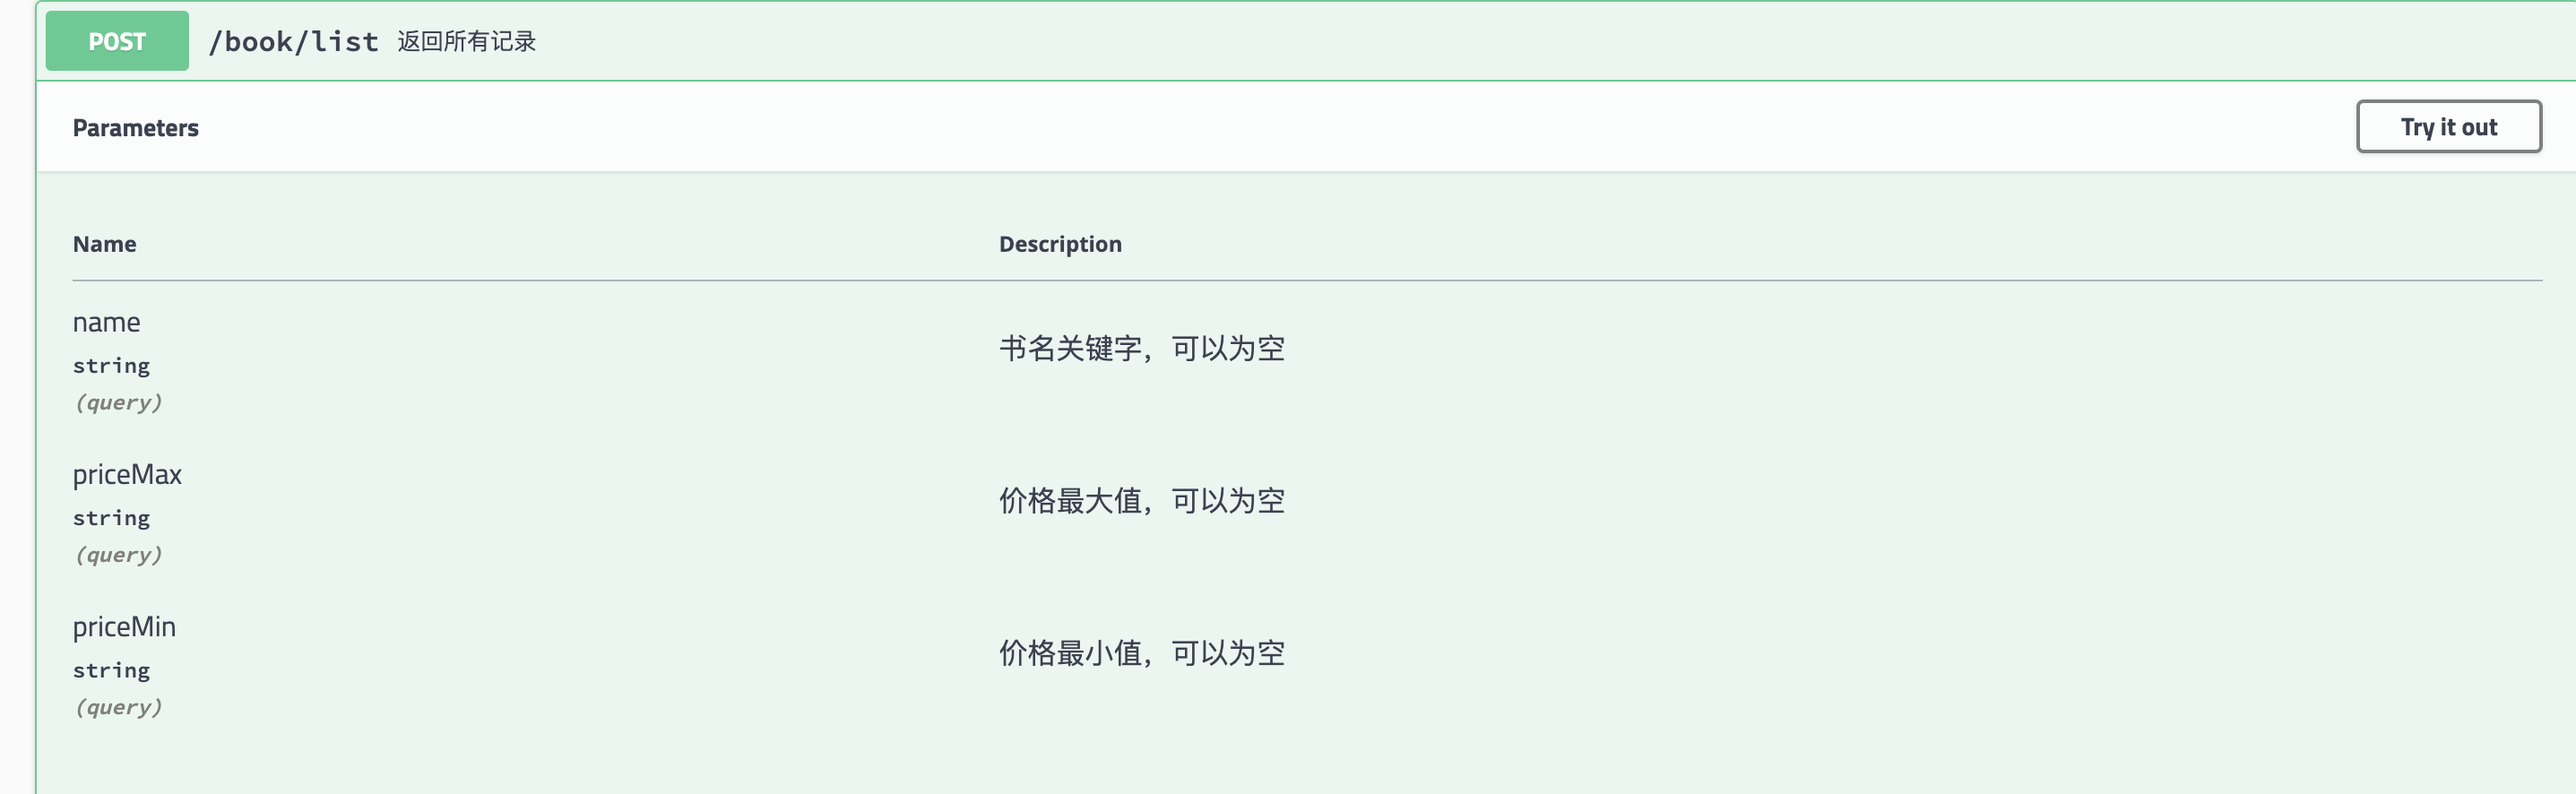 POST /book/list 返回所有记录
Parameters Try it out
Name Description
name
string
(query)
书名关键字，可以为空
priceMax
string
(query)
价格最大值，可以为空
priceMin
string
(query)
价格最小值，可以为空